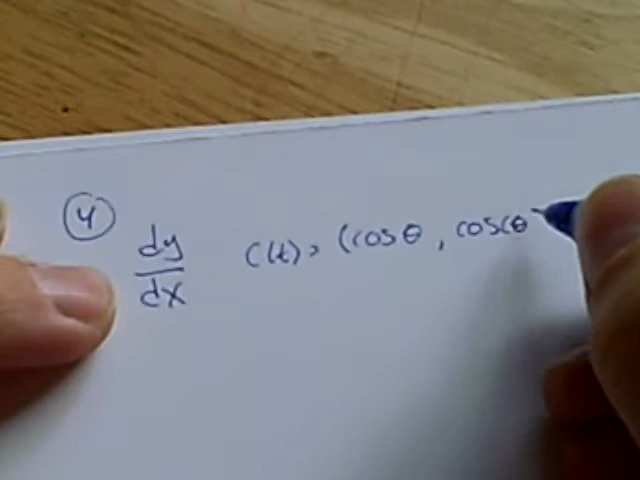 ④ dy/dx c(t) = (cos θ, cos θ